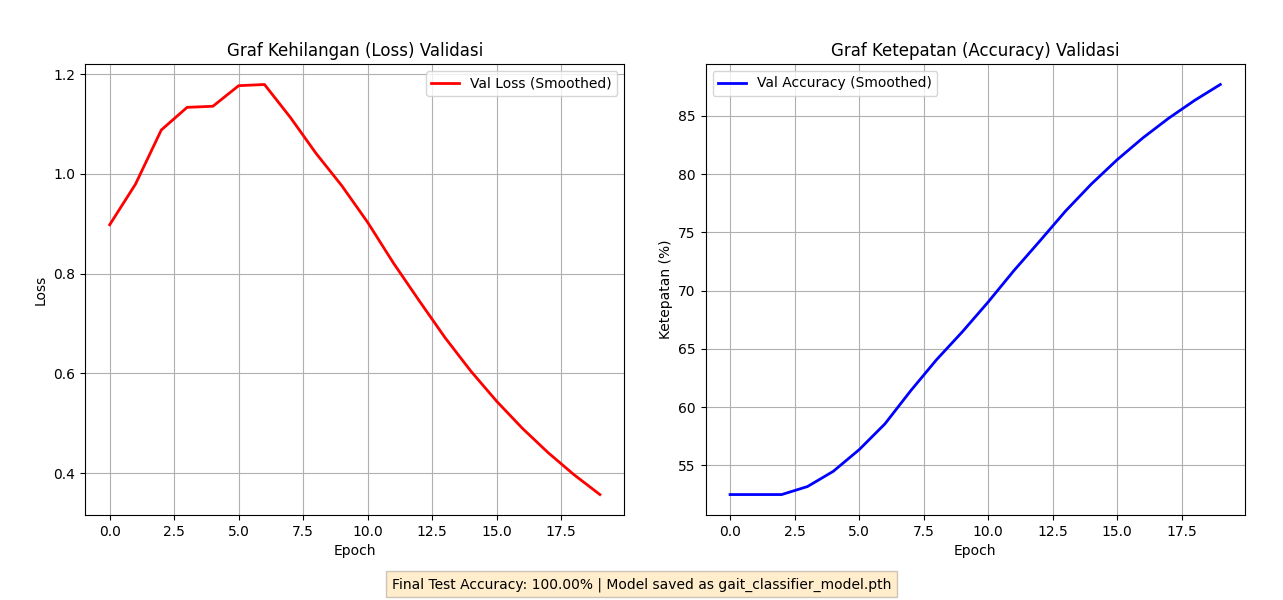 Graf Kehilangan (Loss) Validasi
1.2
1.0
0.8
0.6
0.4
Loss
Val Loss (Smoothed)
0.0 2.5 5.0 7.5 10.0 12.5 15.0 17.5
Epoch
Graf Ketepatan (Accuracy) Validasi
85
80
75
70
65
60
55
Ketepatan (%)
Val Accuracy (Smoothed)
0.0 2.5 5.0 7.5 10.0 12.5 15.0 17.5
Epoch
Final Test Accuracy: 100.00% | Model saved as gait_classifier_model.pth